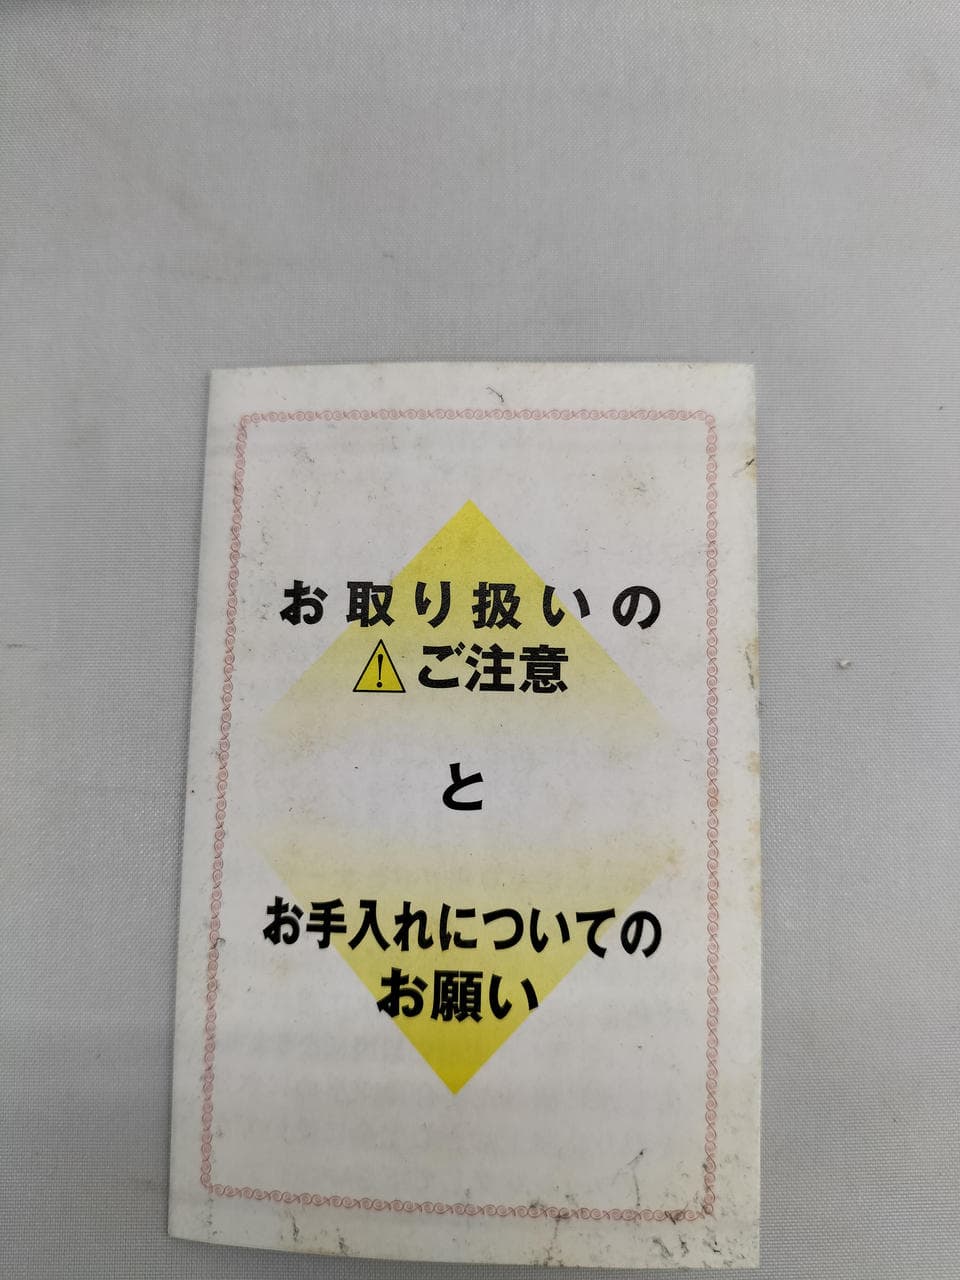 お取り扱いの
⚠ご注意
と
お手入れについての
お願い